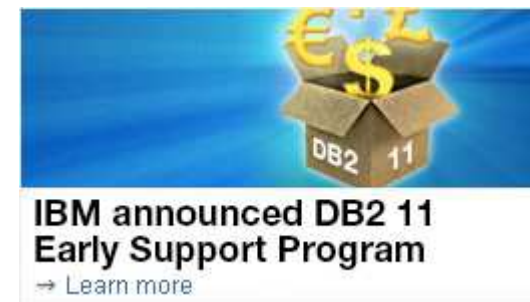 € £
$
DB2 11
IBM announced DB2 11
Early Support Program
→ Learn more